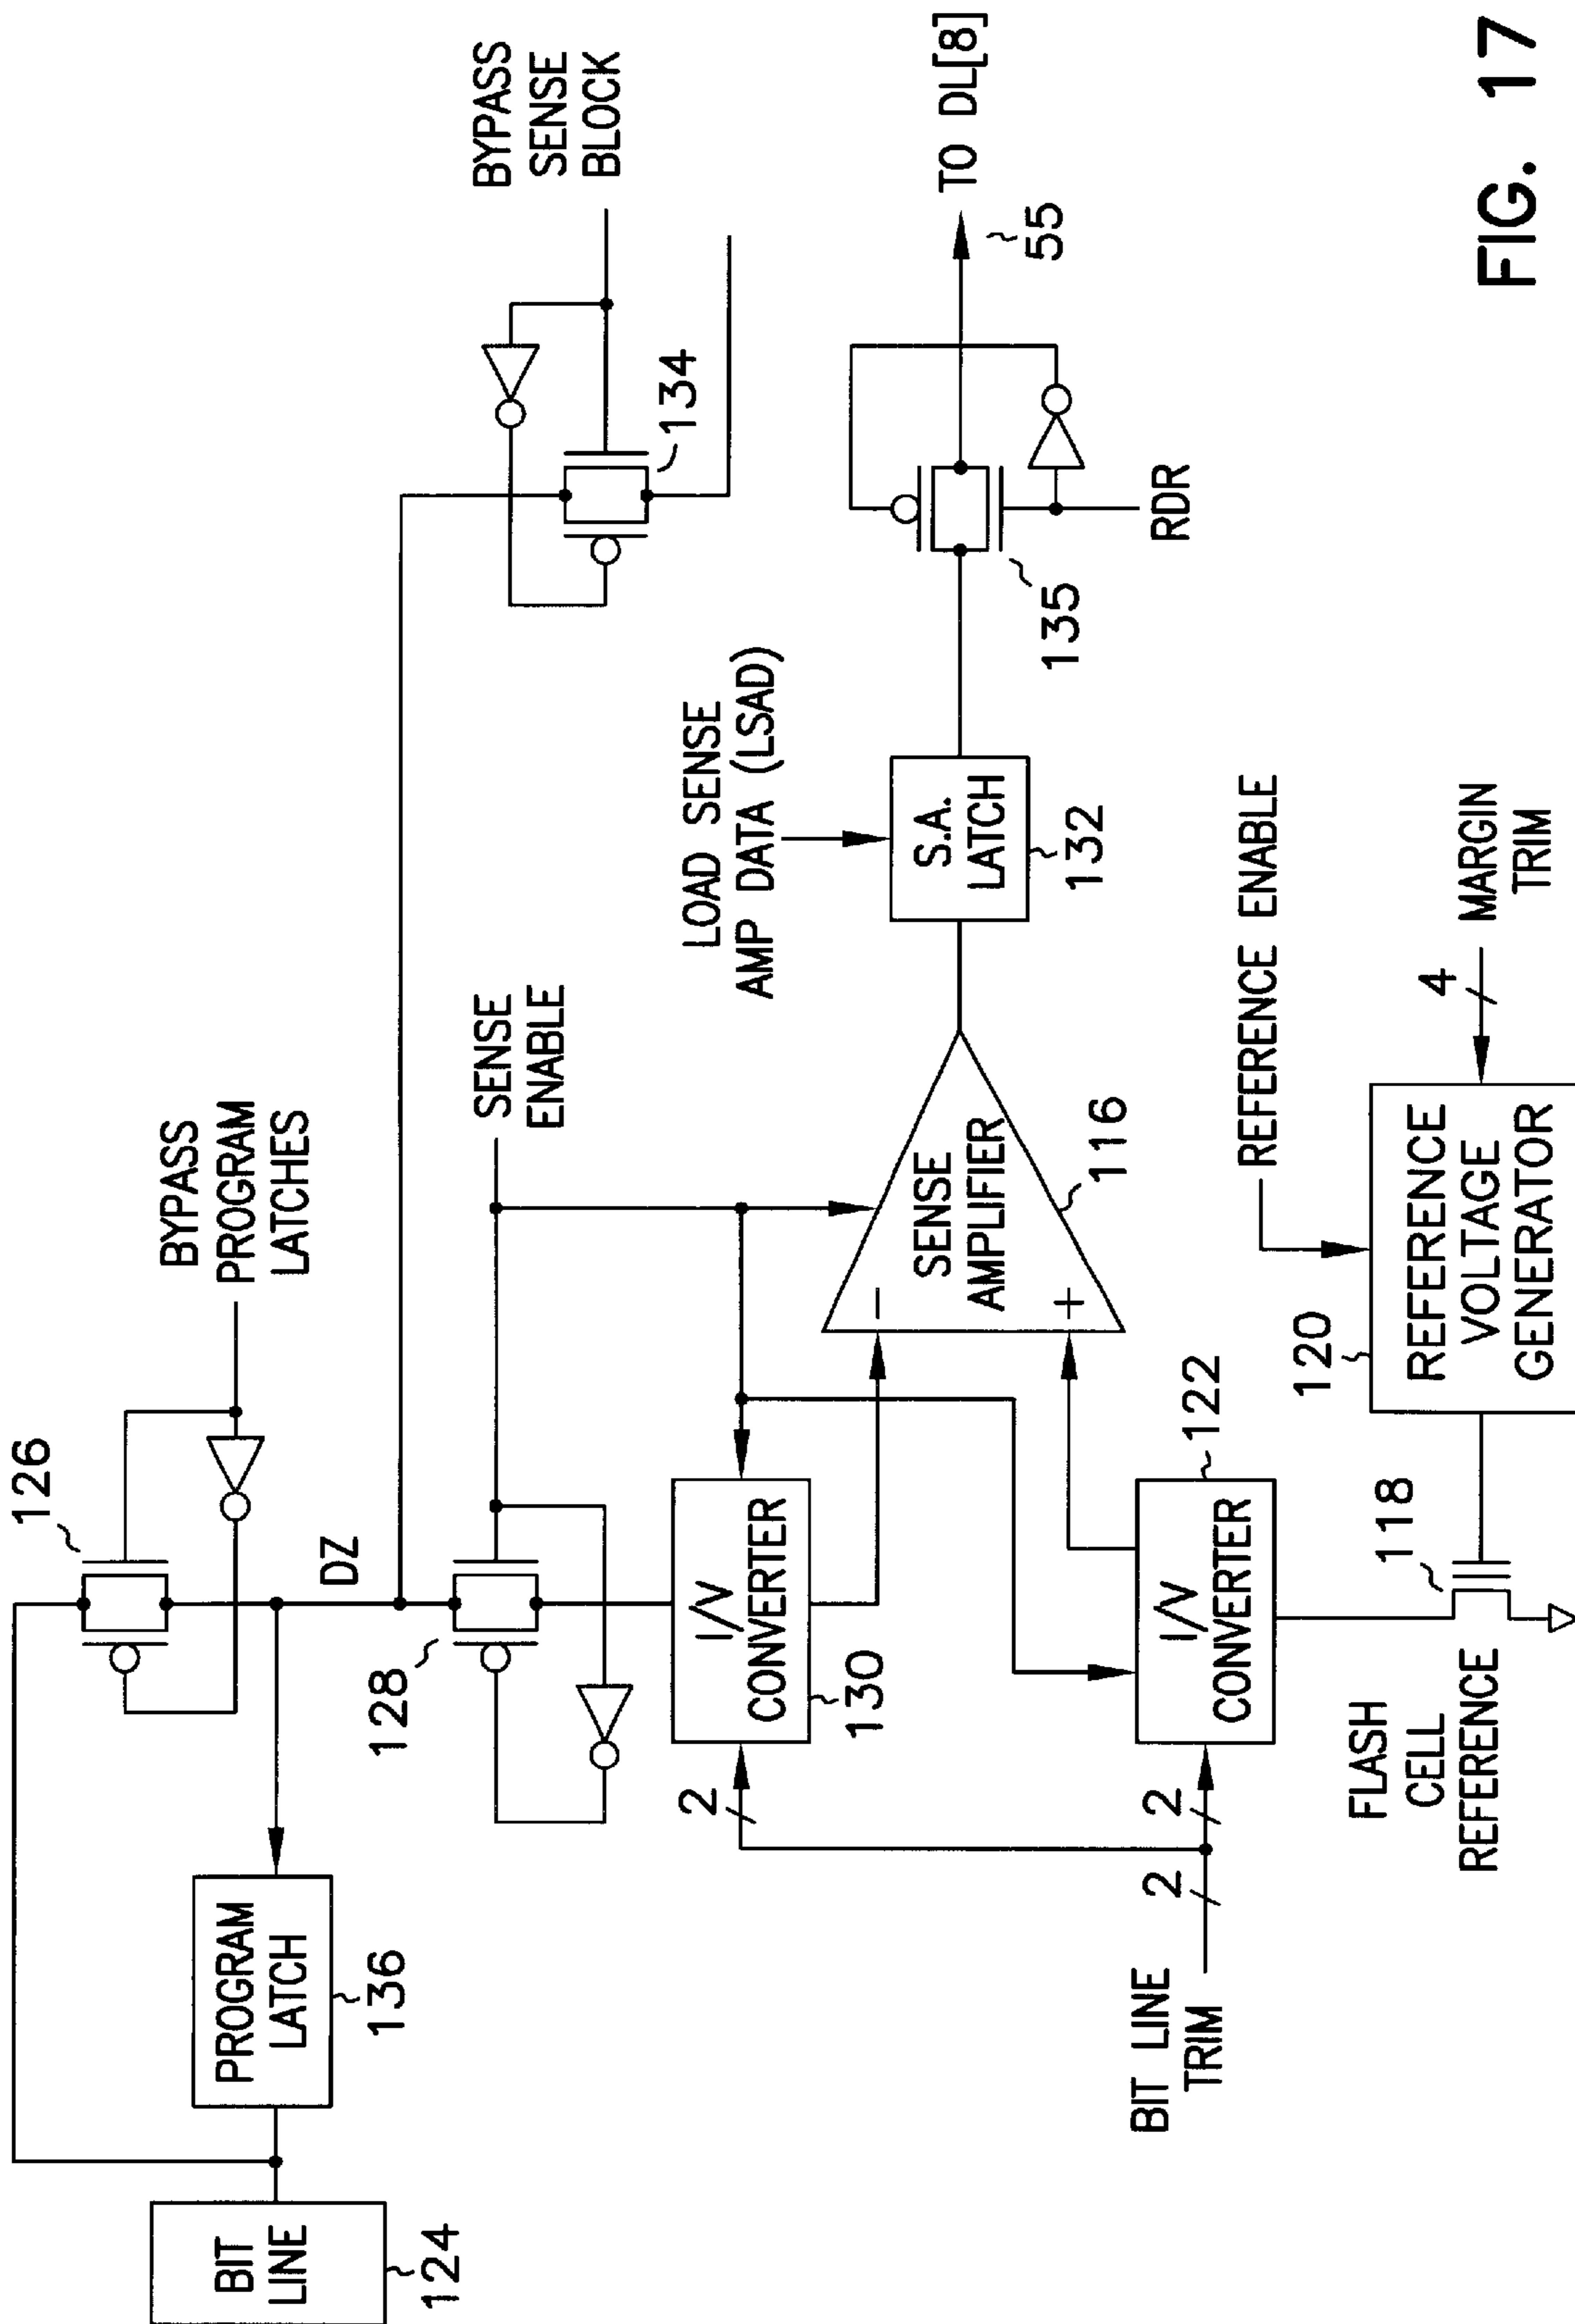 126
BYPASS
PROGRAM
LATCHES
BYPASS
SENSE
BLOCK
BIT
LINE
124
PROGRAM
LATCH
136
DZ
128
SENSE
ENABLE
134
2
I/V
CONVERTER
130
LOAD SENSE
AMP DATA (LSAD)
SENSE
AMPLIFIER
−
+
116
S.A.
LATCH
132
135
RDR
TO DL[8]
55
BIT LINE
TRIM
2
2
I/V
CONVERTER
122
FLASH
CELL
REFERENCE
118
120
REFERENCE
VOLTAGE
GENERATOR
REFERENCE ENABLE
4
MARGIN
TRIM
FIG. 17